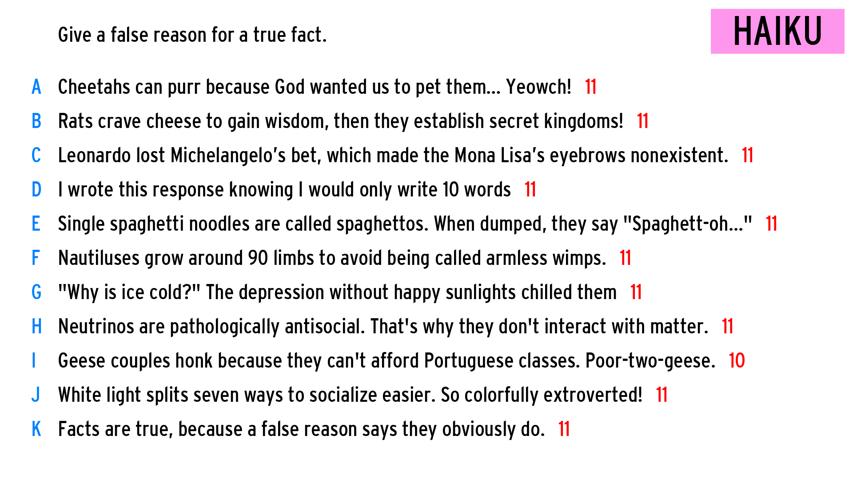 Give a false reason for a true fact.
HAIKU
A Cheetahs can purr because God wanted us to pet them... Yeowch! 11
B Rats crave cheese to gain wisdom, then they establish secret kingdoms! 11
C Leonardo lost Michelangelo's bet, which made the Mona Lisa's eyebrows nonexistent. 11
D I wrote this response knowing I would only write 10 words 11
E Single spaghetti noodles are called spaghettos. When dumped, they say "Spaghett-oh..." 11
F Nautiluses grow around 90 limbs to avoid being called armless wimps. 11
G "Why is ice cold?" The depression without happy sunlights chilled them 11
H Neutrinos are pathologically antisocial. That's why they don't interact with matter. 11
I Geese couples honk because they can't afford Portuguese classes. Poor-two-geese. 10
J White light splits seven ways to socialize easier. So colorfully extroverted! 11
K Facts are true, because a false reason says they obviously do. 11